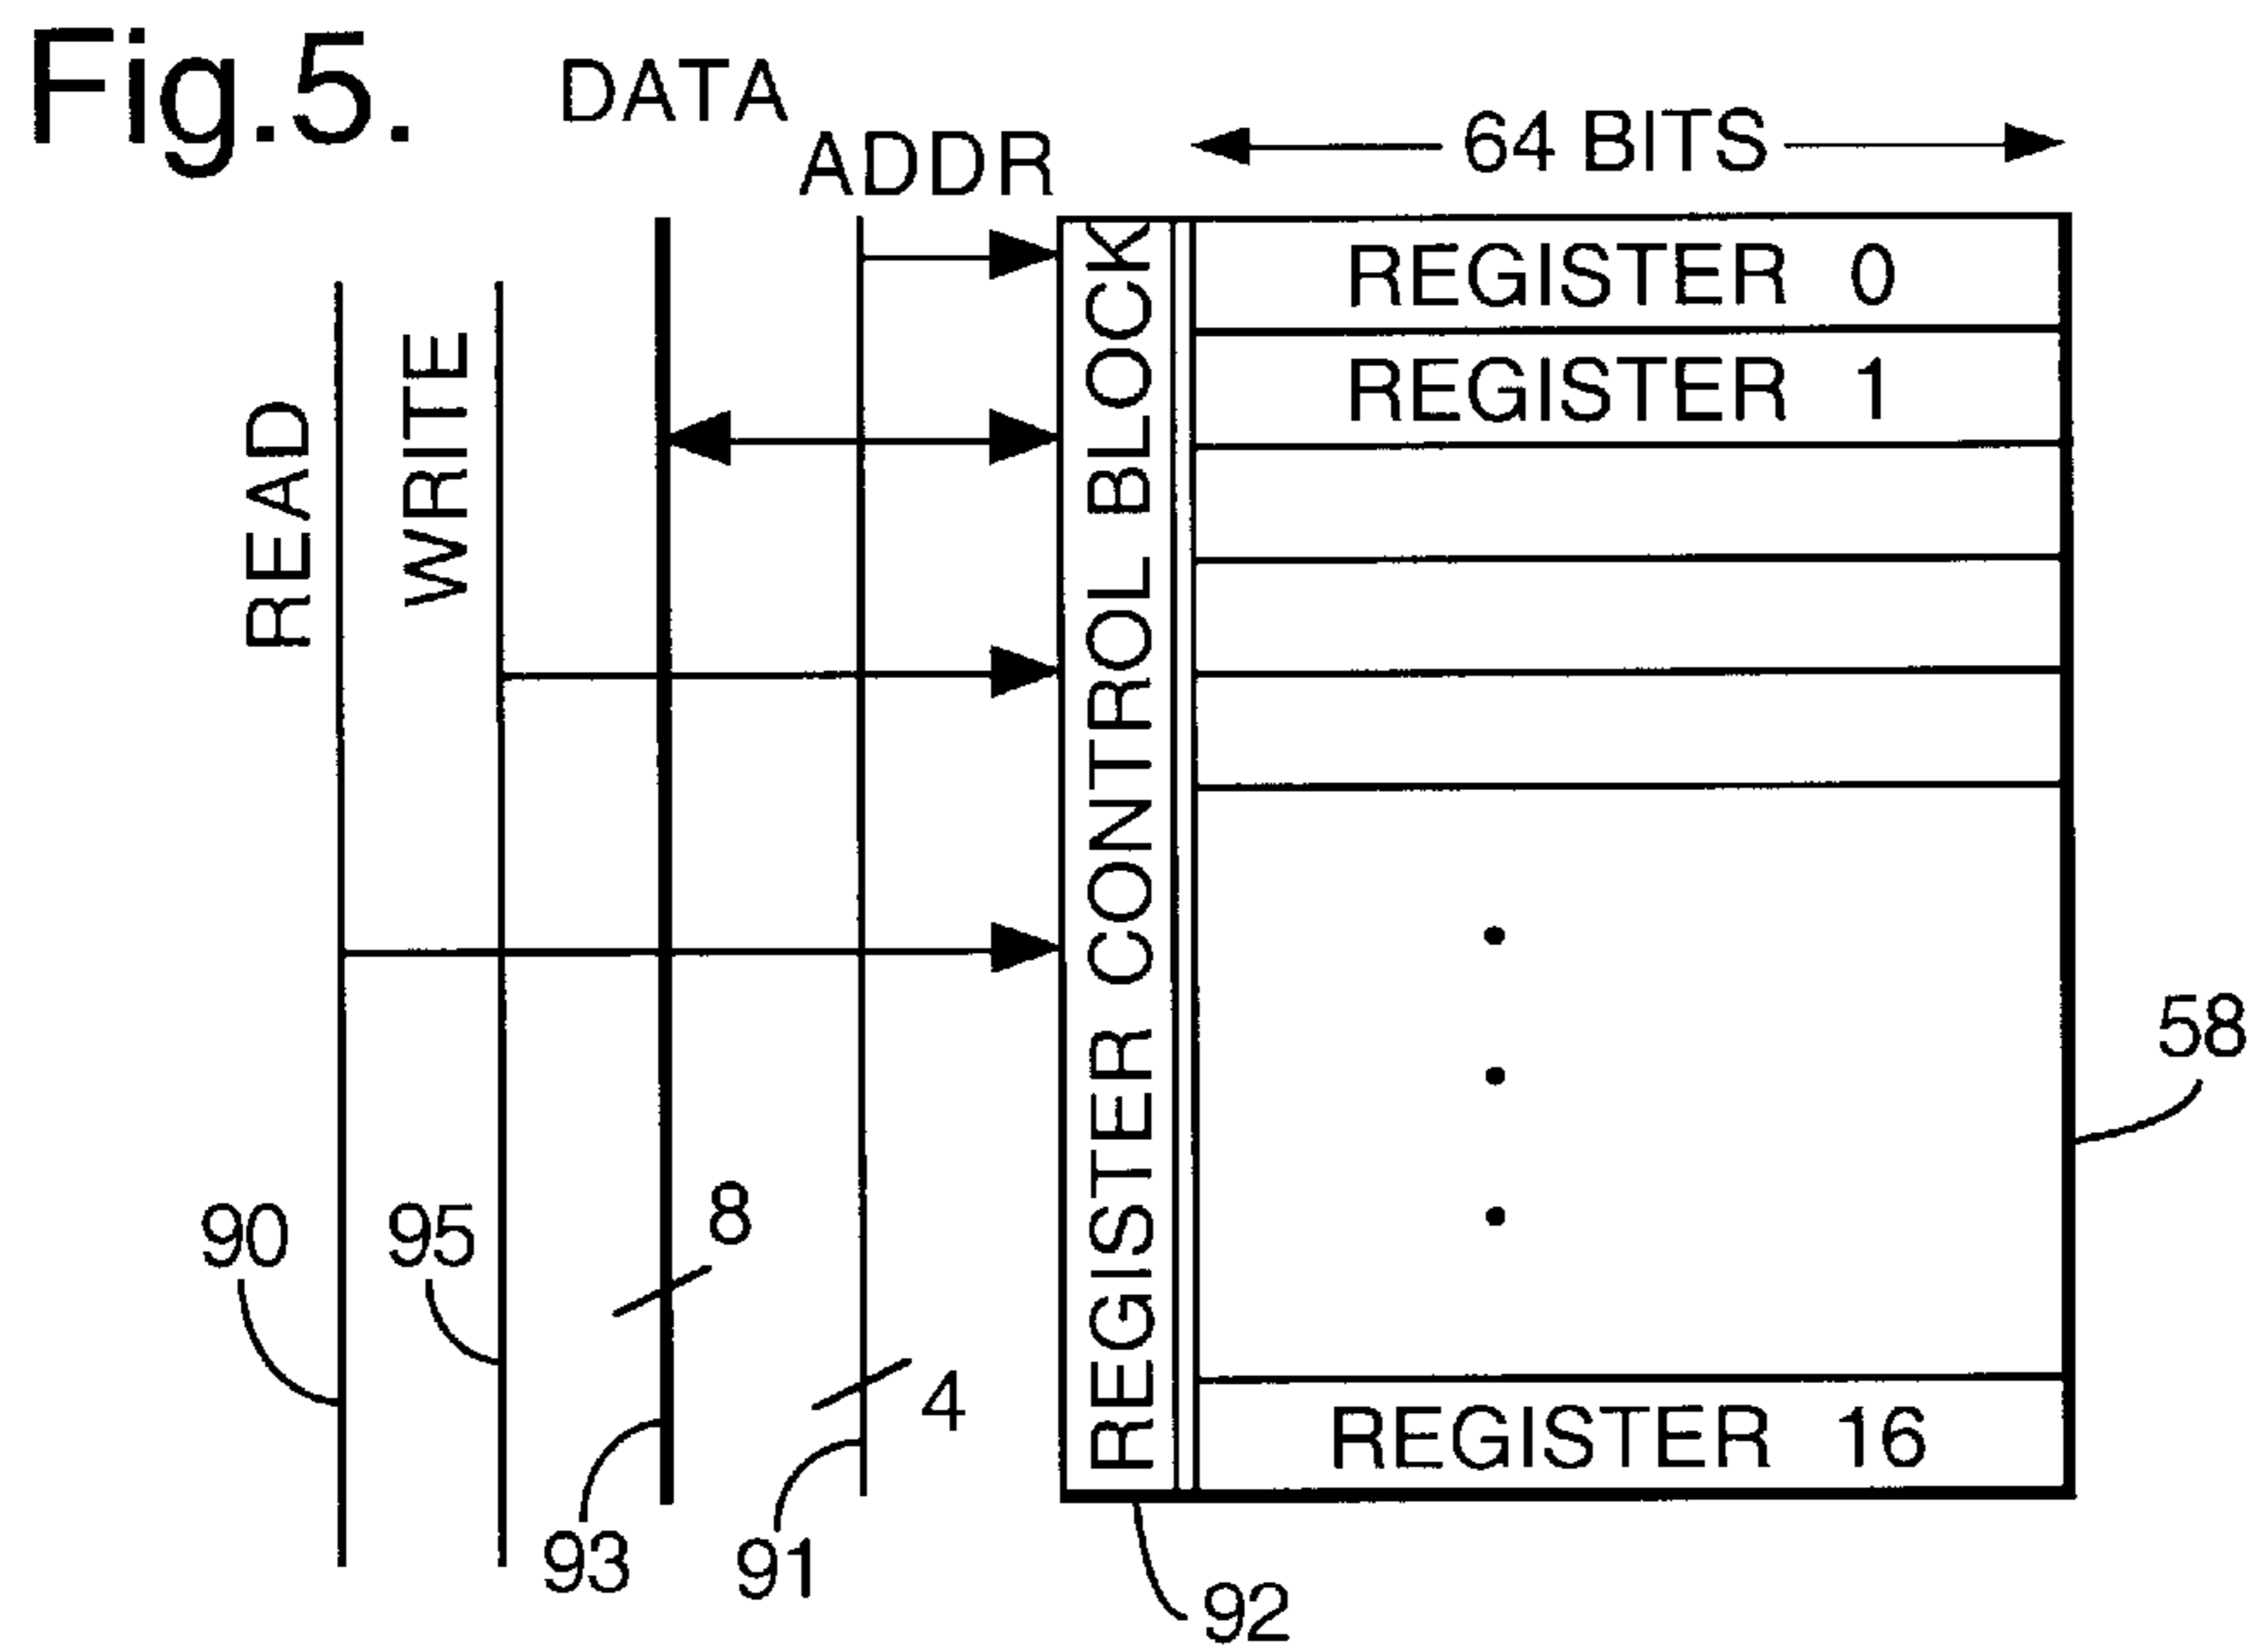 Fig.5.
DATA
ADDR
64 BITS
READ
WRITE
REGISTER CONTROL BLOCK
REGISTER 0
REGISTER 1
58
90
95
8
4
REGISTER 16
93
91
92